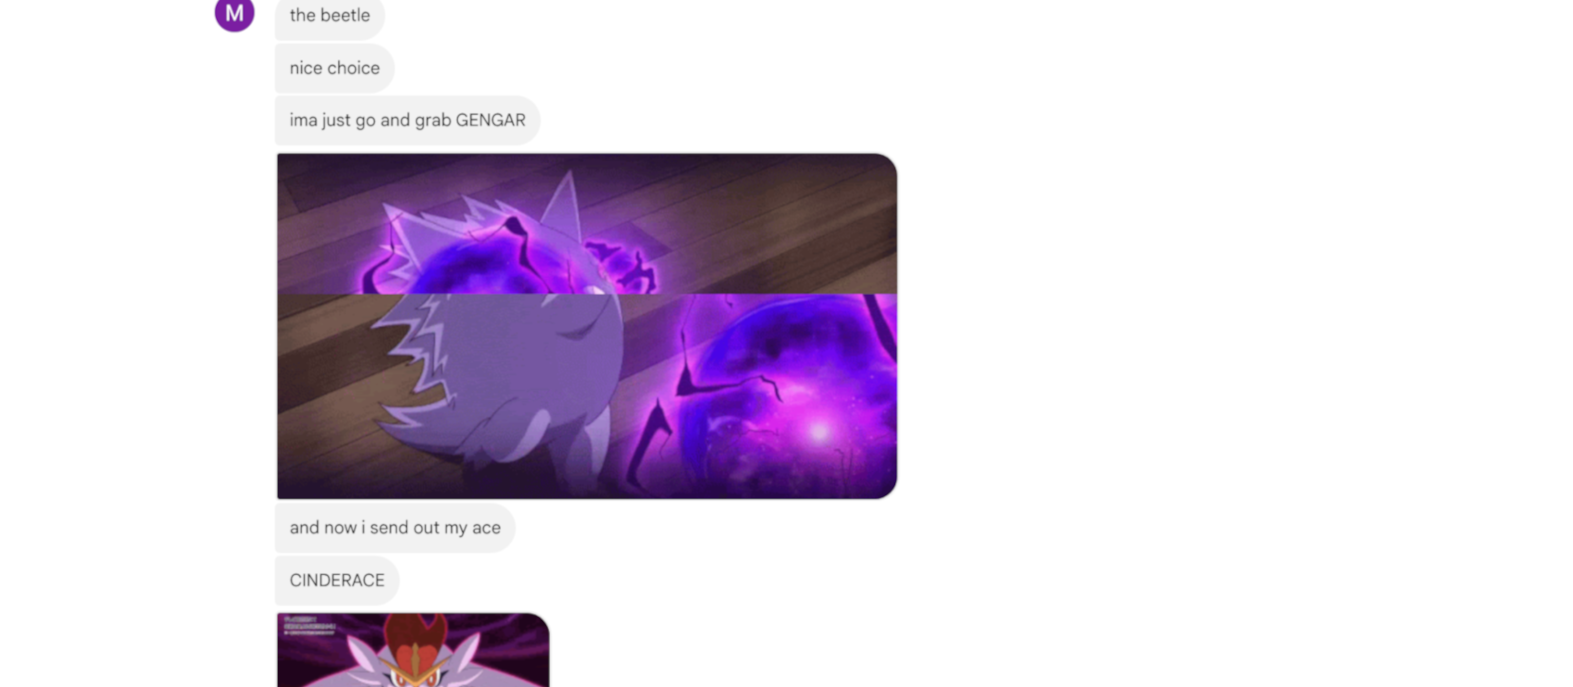 M
the beetle
nice choice
ima just go and grab GENGAR
and now i send out my ace
CINDERACE